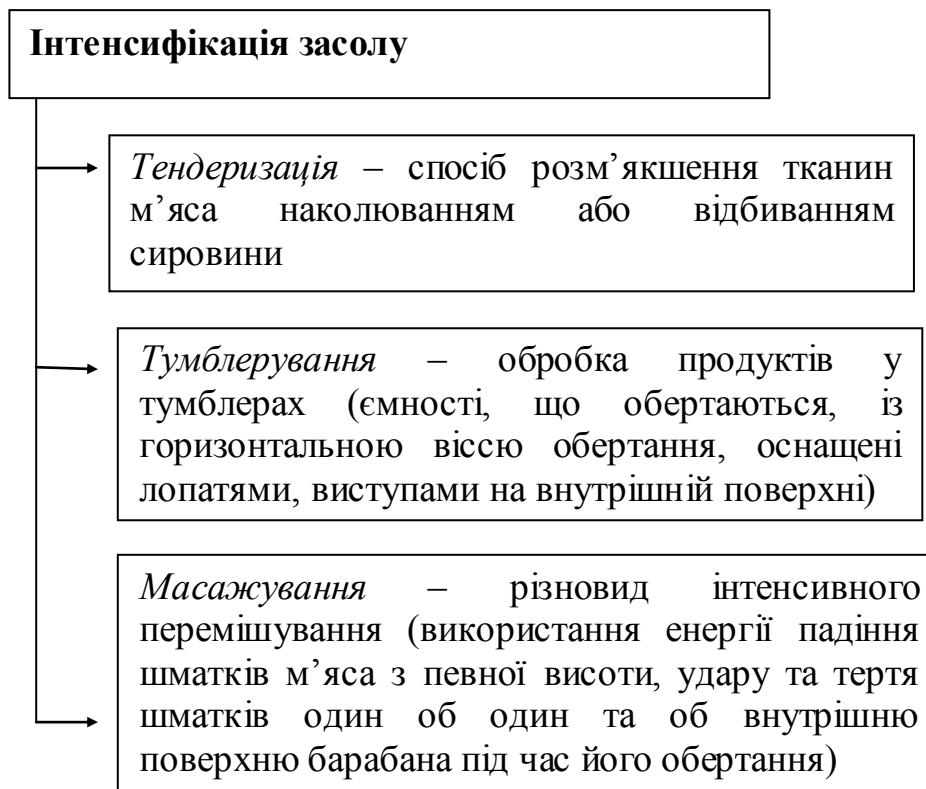 Інтенсифікація засолу
Тендеризація – спосіб розм’якшення тканин
м’яса наколюванням або відбиванням
сировини
Тумблерування – обробка продуктів у
тумблерах (ємності, що обертаються, із
горизонтальною віссю обертання, оснащені
лопатями, виступами на внутрішній поверхні)
Масажування – різновид інтенсивного
перемішування (використання енергії падіння
шматків м’яса з певної висоти, удару та тертя
шматків один об один та об внутрішню
поверхню барабана під час його обертання)